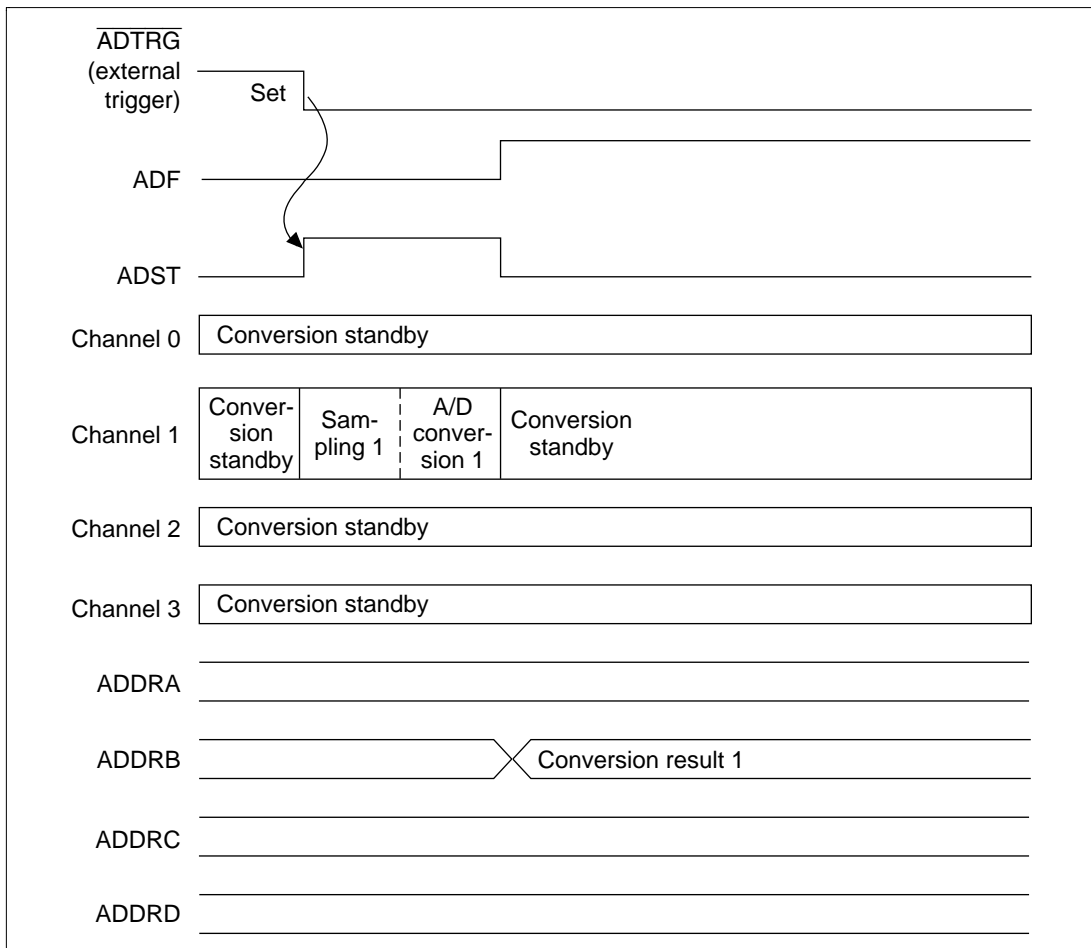 ADTRG
(external
trigger)
Set
ADF
ADST
Channel 0
Conversion standby
Channel 1
Conver-
sion
standby
Sam-
pling 1
A/D
conver-
sion 1
Conversion
standby
Channel 2
Conversion standby
Channel 3
Conversion standby
ADDRA
ADDRB
Conversion result 1
ADDRC
ADDRD